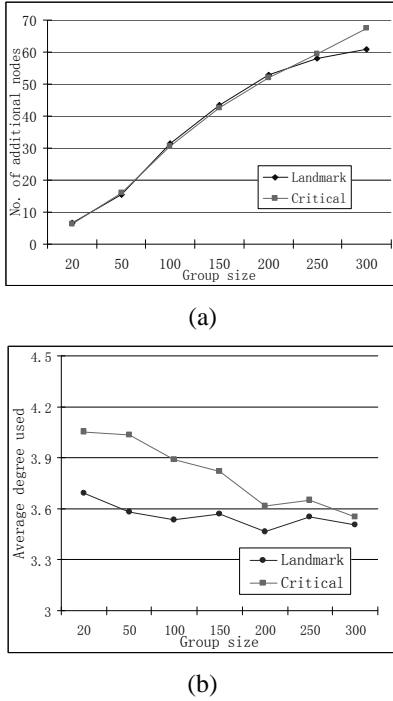 70
60
50
40
30
20
10
0
No. of additional nodes
Landmark
Critical
20 50 100 150 200 250 300
Group size
(a)
4.5
4.2
3.9
3.6
3.3
3
Average degree used
Landmark
Critical
20 50 100 150 200 250 300
Group size
(b)